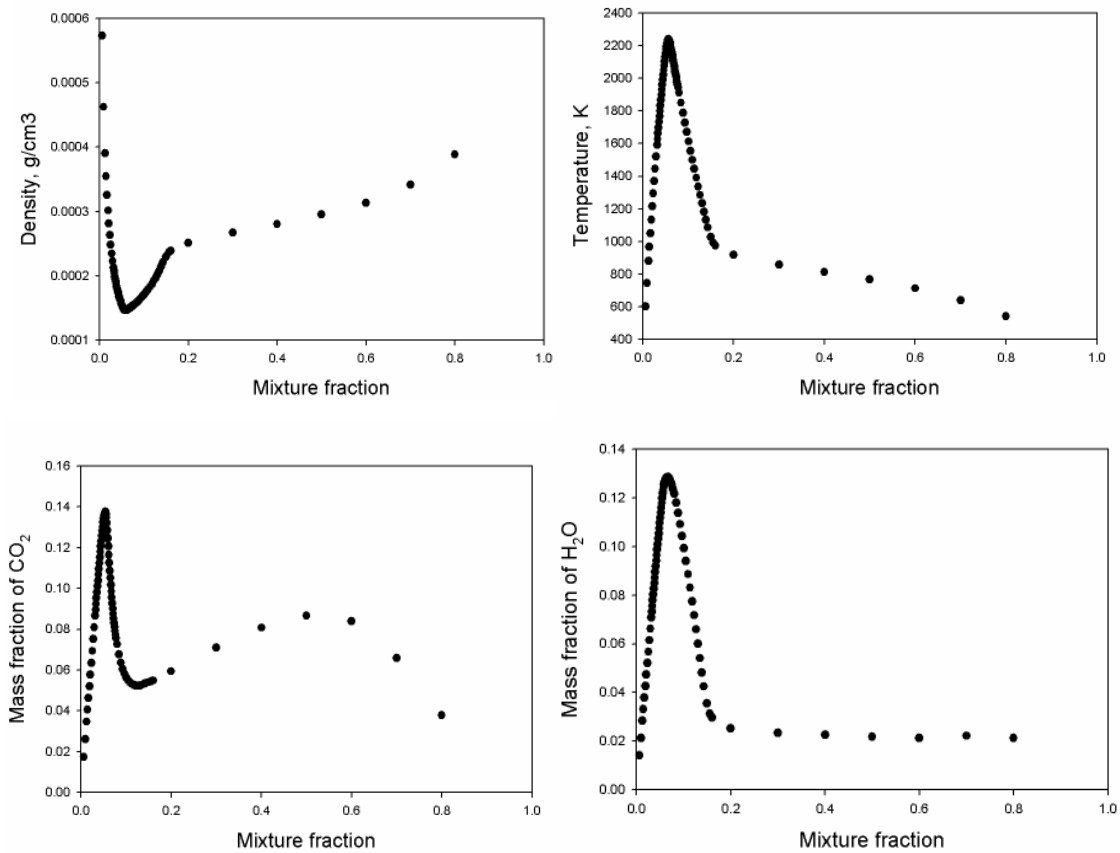 0.0006
0.0005
0.0004
0.0003
0.0002
0.0001
Density, g/cm3
0.0 0.2 0.4 0.6 0.8 1.0
Mixture fraction
2400
2200
2000
1800
1600
1400
1200
1000
800
600
400
Temperature, K
0.0 0.2 0.4 0.6 0.8 1.0
Mixture fraction
0.16
0.14
0.12
0.10
0.08
0.06
0.04
0.02
0.00
Mass fraction of CO2
0.0 0.2 0.4 0.6 0.8 1.0
Mixture fraction
0.14
0.12
0.10
0.08
0.06
0.04
0.02
0.00
Mass fraction of H2O
0.0 0.2 0.4 0.6 0.8 1.0
Mixture fraction